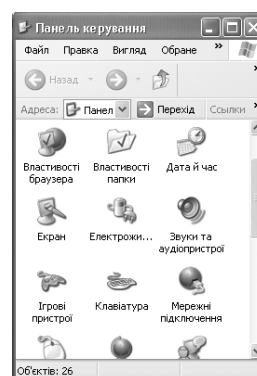 Панель керування
Файл Правка Вигляд Обране »
Назад
Адреса: Панел Перехід Ссылки »
Властивості браузера
Властивості папки
Дата й час
Екран
Електрожи...
Звуки та аудіопристрої
Ігрові пристрої
Клавіатура
Мережні підключення
Об'єктів: 26